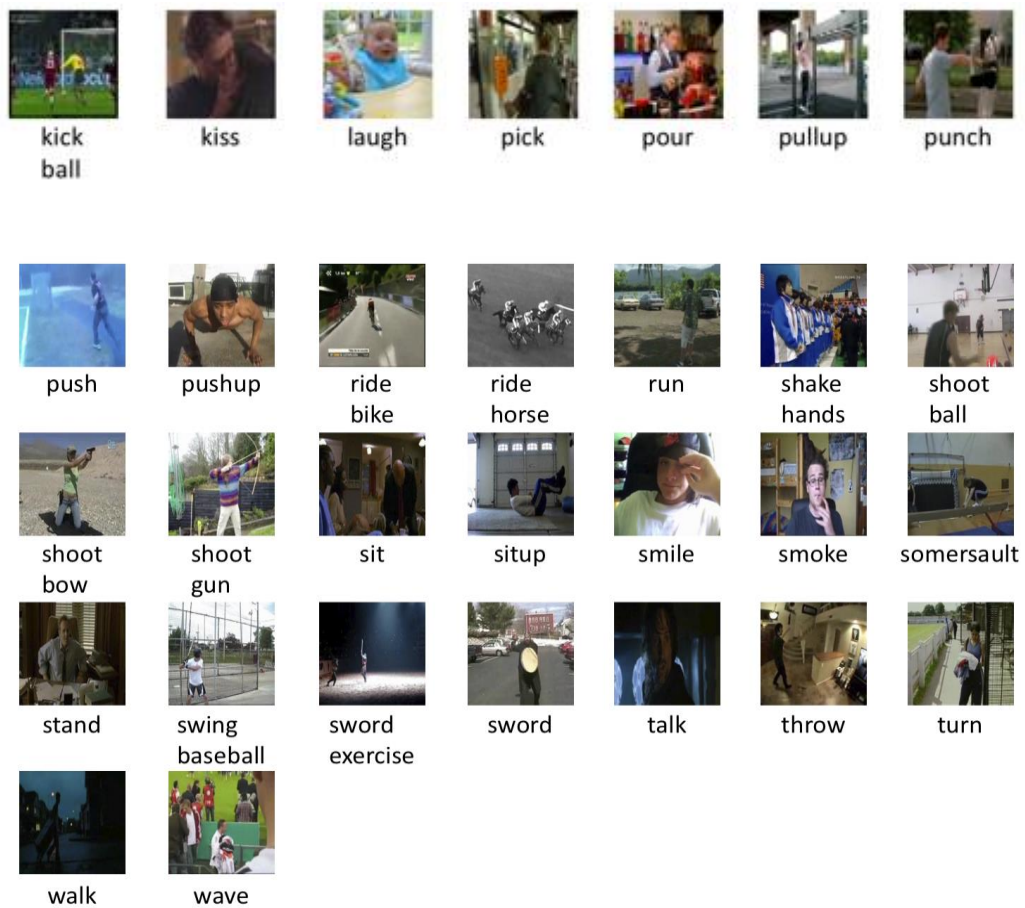 kick
ball
kiss
laugh
pick
pour
pullup
punch
push
pushup
ride
bike
ride
horse
run
shake
hands
shoot
ball
shoot
bow
shoot
gun
sit
situp
smile
smoke
somersault
stand
swing
baseball
sword
exercise
sword
talk
throw
turn
walk
wave